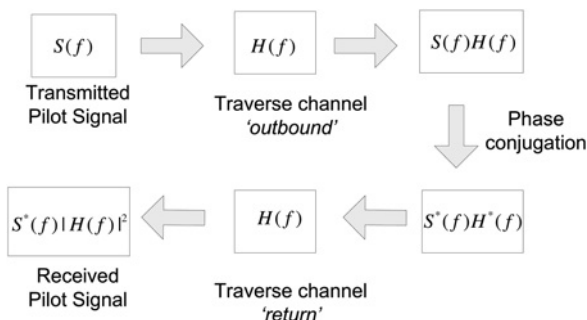 S(f)
H(f)
S(f)H(f)
Transmitted
Pilot Signal
Traverse channel
'outbound'
Phase
conjugation
S*(f)|H(f)|²
H(f)
S*(f)H*(f)
Received
Pilot Signal
Traverse channel
'return'